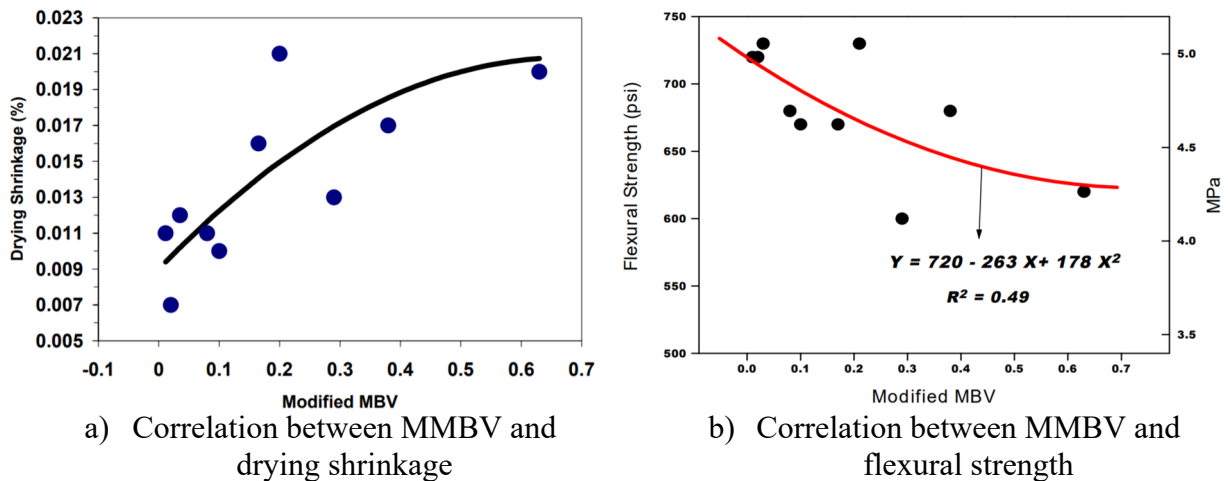 0.023
0.021
0.019
0.017
0.015
0.013
0.011
0.009
0.007
0.005
Drying Shrinkage (%)
-0.1 0 0.1 0.2 0.3 0.4 0.5 0.6 0.7
Modified MBV
a) Correlation between MMBV and
drying shrinkage
750
700
650
600
550
500
Flexural Strength (psi)
5.0
4.5
4.0
3.5
MPa
Y = 720 - 263 X+ 178 X²
R² = 0.49
0.0 0.1 0.2 0.3 0.4 0.5 0.6 0.7
Modified MBV
b) Correlation between MMBV and
flexural strength